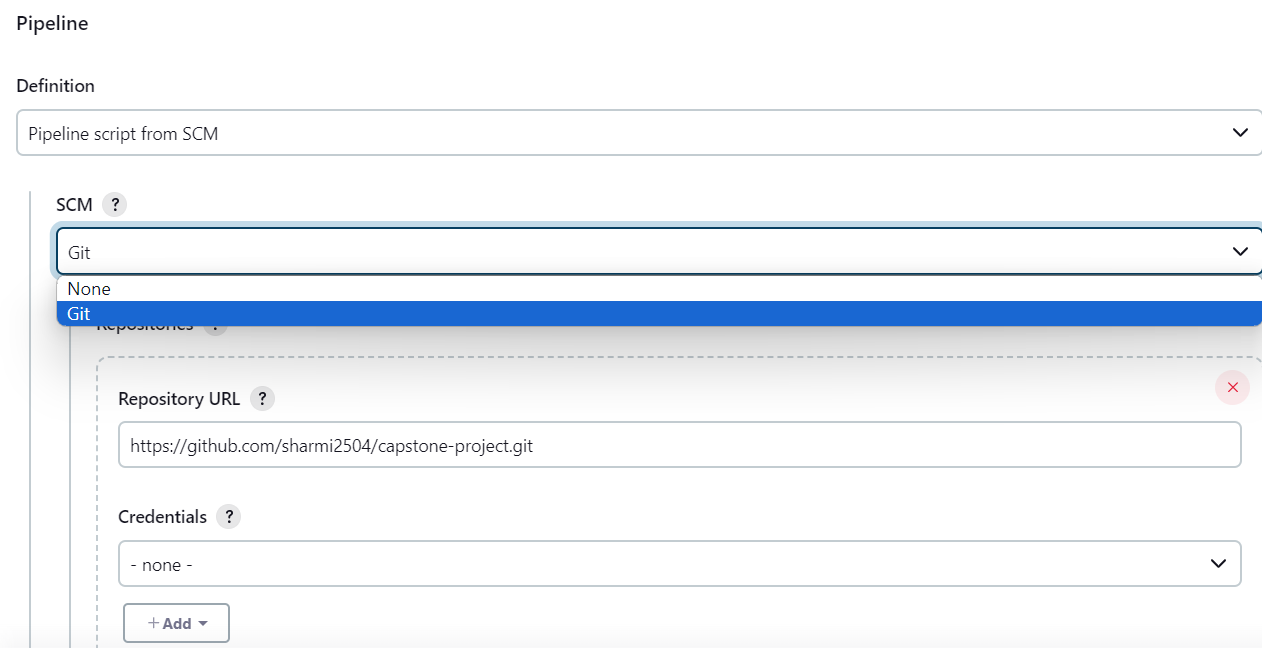 Pipeline
Definition
Pipeline script from SCM
SCM ?
Git
None
Git
Repositories ?
Repository URL ?
https://github.com/sharmi2504/capstone-project.git
Credentials ?
- none -
+ Add